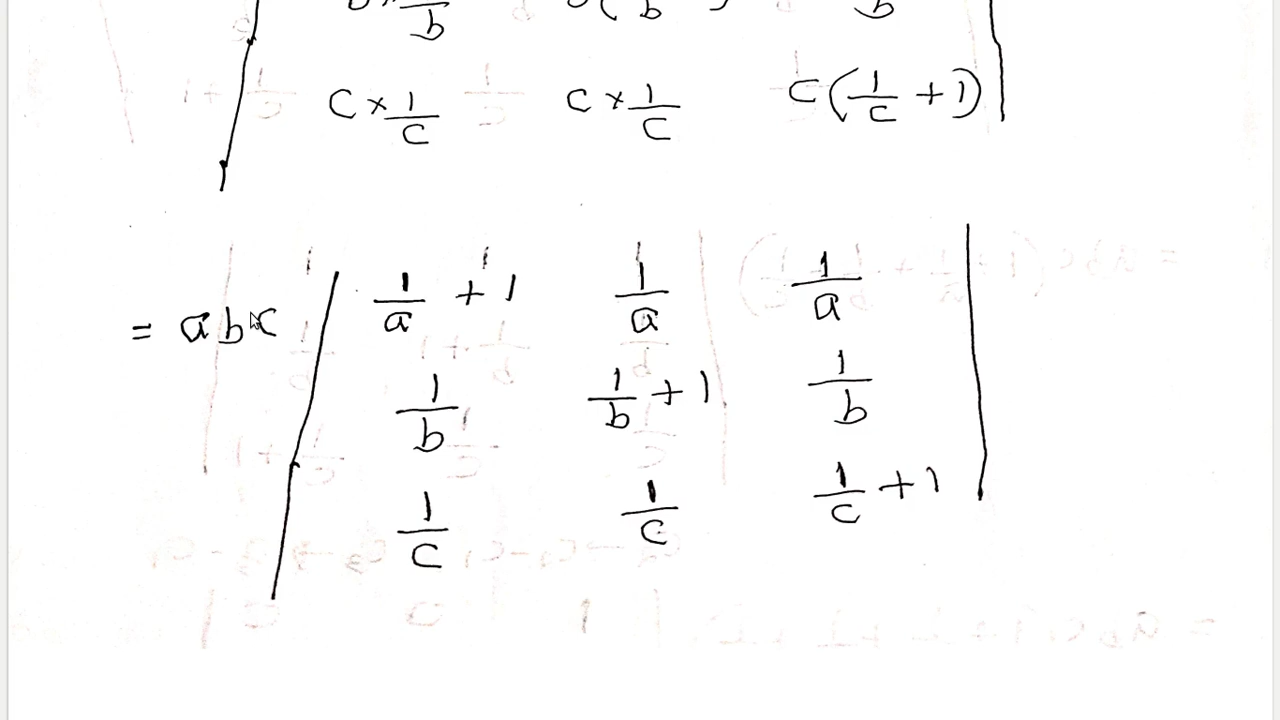 c × 1/c   c × 1/c   c(1/c + 1)
= abc | 1/a + 1   1/a   1/a |
1/b   1/b + 1   1/b
1/c   1/c   1/c + 1